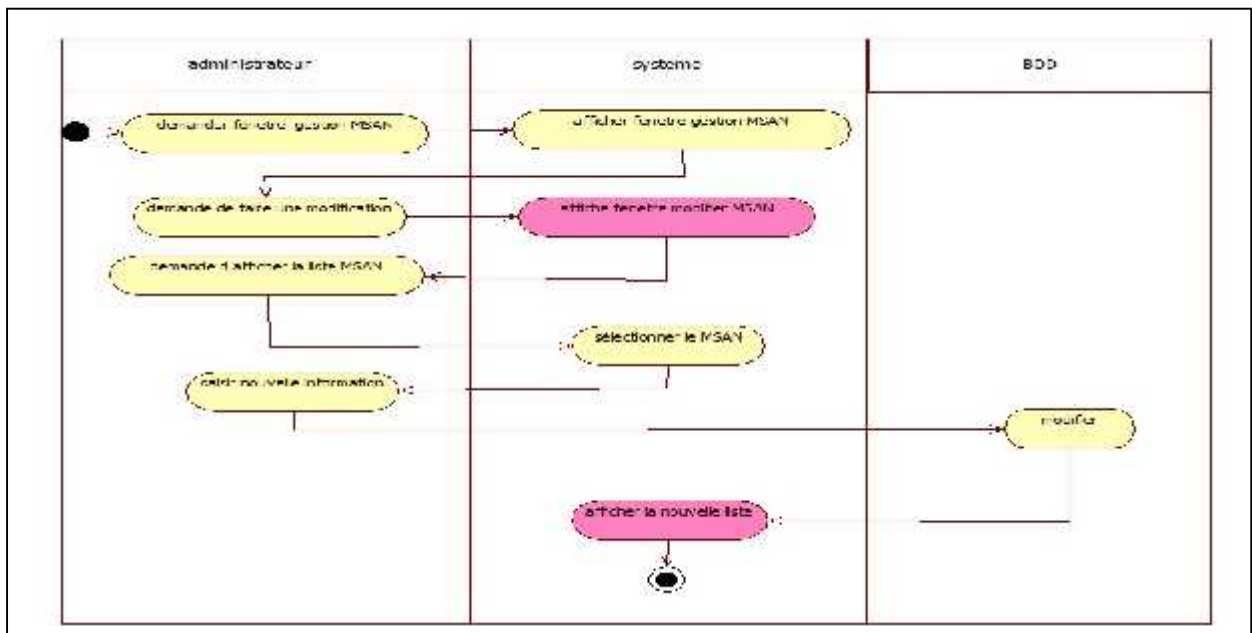 administrateur
systeme
BDD
demander fenetre gestion MSAN
afficher fenetre gestion MSAN
demande de faire une modification
affiche fenetre modifier MSAN
demande d afficher la liste MSAN
sélectionner le MSAN
saisir nouvelle information
modifier
afficher la nouvelle liste